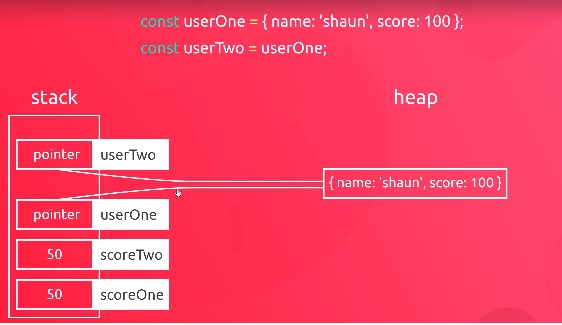 const userOne = { name: 'shaun', score: 100 };
const userTwo = userOne;
stack
heap
pointer userTwo
{ name: 'shaun', score: 100 }
pointer userOne
50 scoreTwo
50 scoreOne